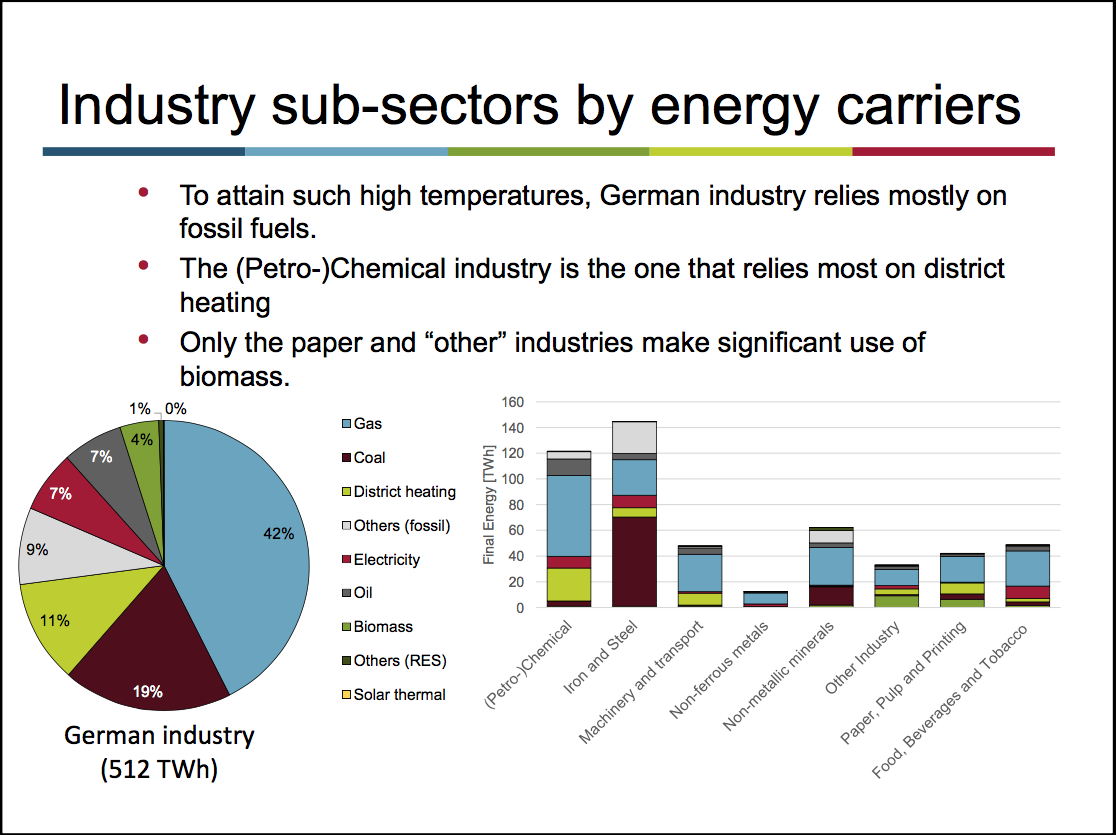 Industry sub-sectors by energy carriers
• To attain such high temperatures, German industry relies mostly on
fossil fuels.
• The (Petro-)Chemical industry is the one that relies most on district
heating
• Only the paper and “other” industries make significant use of
biomass.
1% 0%
4%
7%
7%
9%
11%
19%
42%
German industry
(512 TWh)
Gas
Coal
District heating
Others (fossil)
Electricity
Oil
Biomass
Others (RES)
Solar thermal
Final Energy [TWh]
160
140
120
100
80
60
40
20
0
(Petro-)Chemical
Iron and Steel
Machinery and transport
Non-ferrous metals
Non-metallic minerals
Other Industry
Paper, Pulp and Printing
Food, Beverages and Tobacco